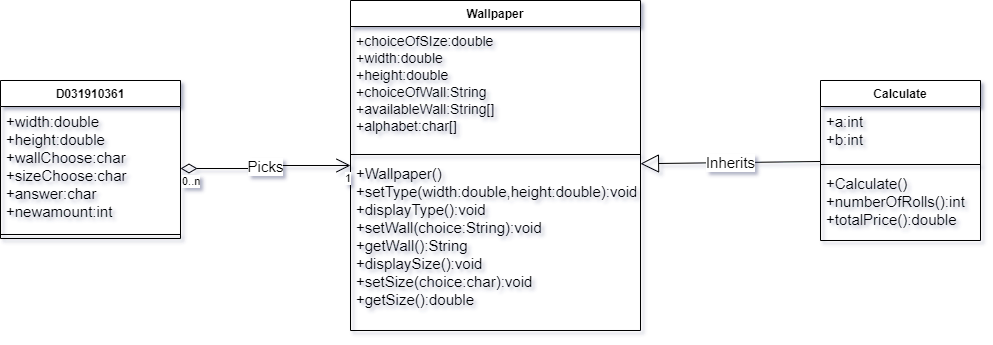 Wallpaper
+choiceOfSIze:double
+width:double
+height:double
+choiceOfWall:String
+availableWall:String[]
+alphabet:char[]
+Wallpaper()
+setType(width:double,height:double):void
+displayType():void
+setWall(choice:String):void
+getWall():String
+displaySize():void
+setSize(choice:char):void
+getSize():double
D031910361
+width:double
+height:double
+wallChoose:char
+sizeChoose:char
+answer:char
+newamount:int
Picks
0..n
1
Inherits
Calculate
+a:int
+b:int
+Calculate()
+numberOfRolls():int
+totalPrice():double